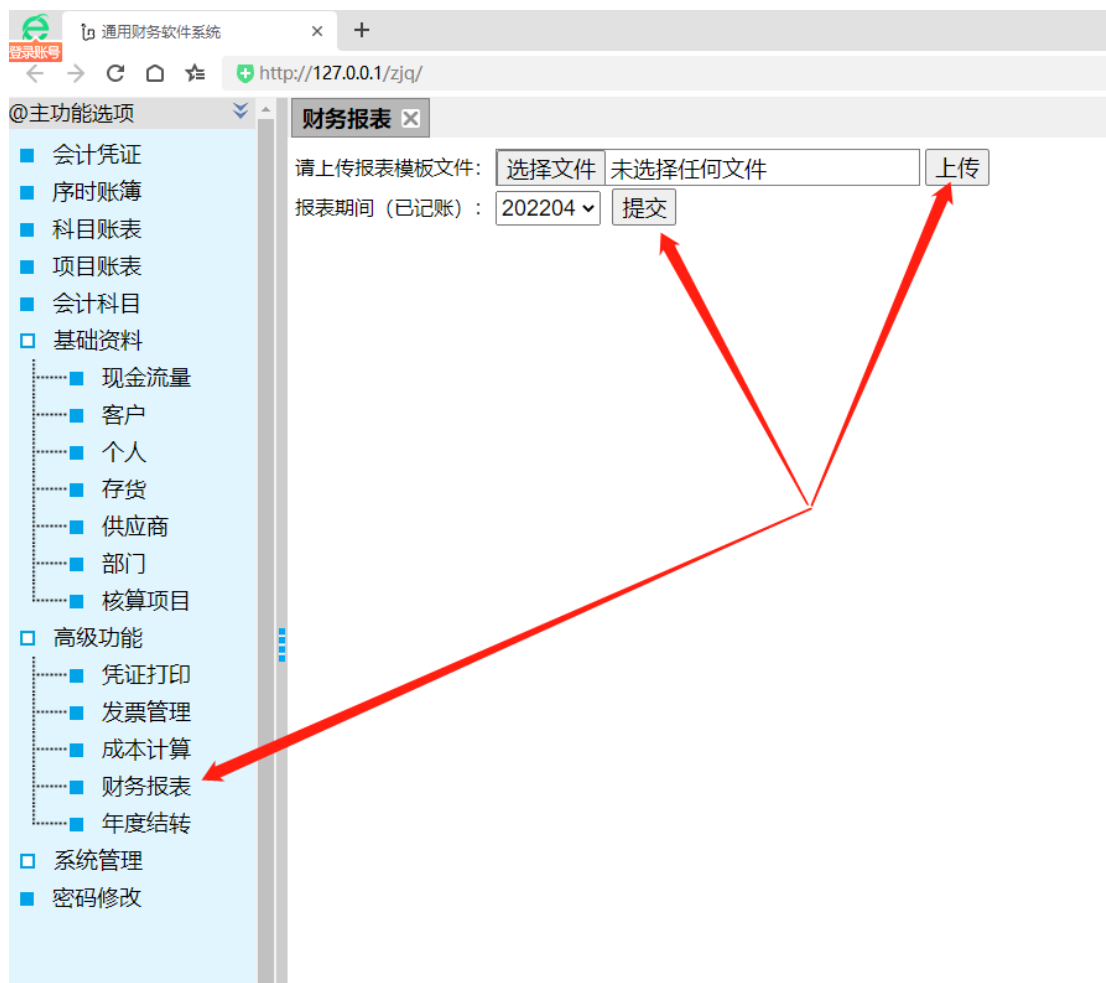 通用财务软件系统
登录账号
http://127.0.0.1/zjq/
@主功能选项
财务报表
会计凭证
请上传报表模板文件： 选择文件 未选择任何文件 上传
序时账簿
报表期间（已记账）： 202204 提交
科目账表
项目账表
会计科目
基础资料
现金流量
客户
个人
存货
供应商
部门
核算项目
高级功能
凭证打印
发票管理
成本计算
财务报表
年度结转
系统管理
密码修改